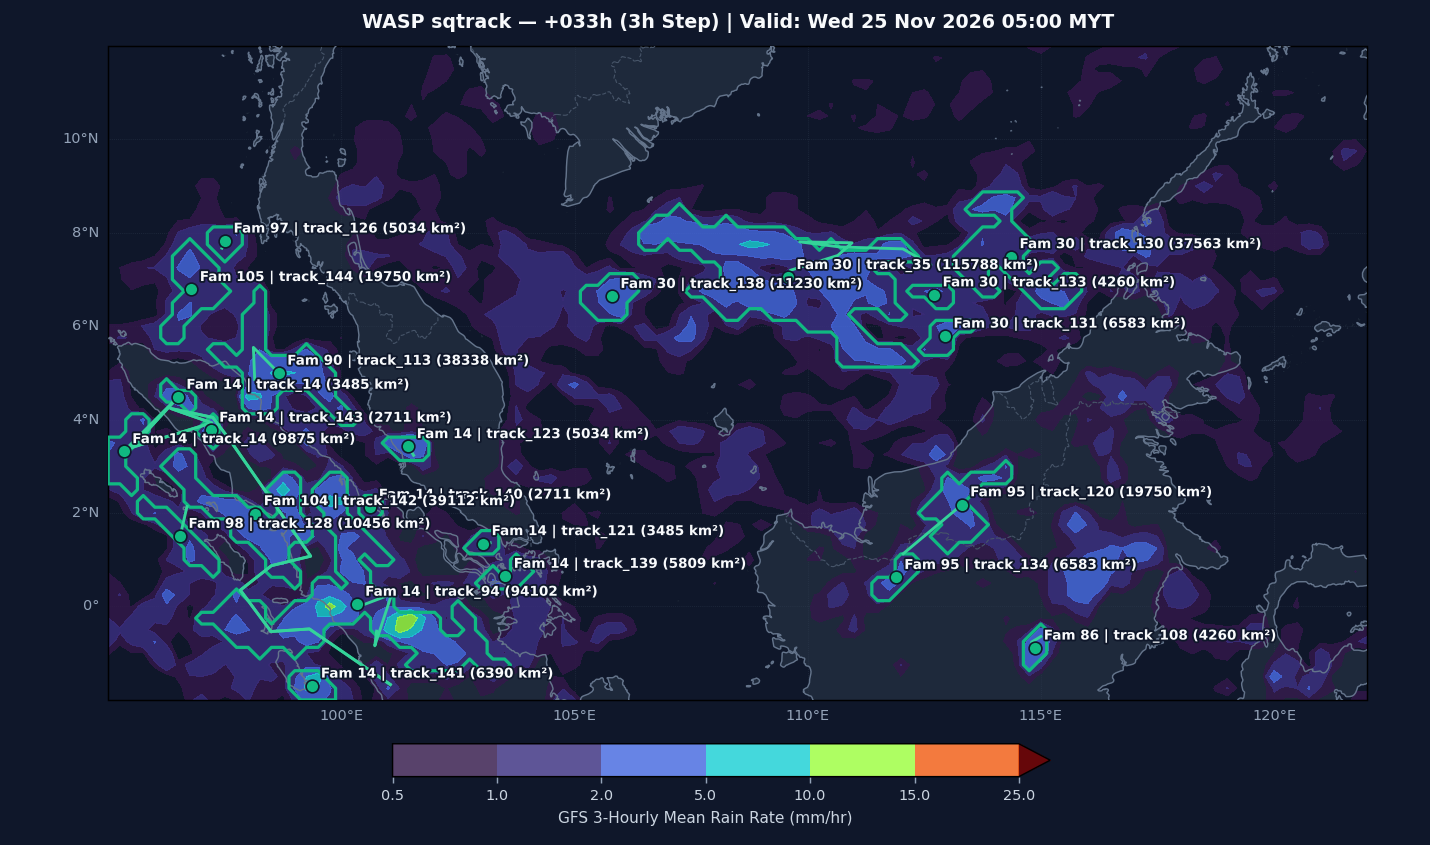 WASP sqtrack — +033h (3h Step) | Valid: Wed 25 Nov 2026 05:00 MYT
10°N
8°N
6°N
4°N
2°N
0°
Fam 97 | track_126 (5034 km²)
Fam 30 | track_130 (37563 km²)
Fam 30 | track_35 (115788 km²)
Fam 105 | track_144 (19750 km²)
Fam 30 | track_138 (11230 km²)
Fam 30 | track_133 (4260 km²)
Fam 30 | track_131 (6583 km²)
Fam 90 | track_113 (38338 km²)
Fam 14 | track_14 (3485 km²)
Fam 14 | track_143 (2711 km²)
Fam 14 | track_123 (5034 km²)
Fam 14 | track_14 (9875 km²)
Fam 95 | track_120 (19750 km²)
Fam 14 | track_140 (2711 km²)
Fam 104 | track_142 (39112 km²)
Fam 98 | track_128 (10456 km²)
Fam 14 | track_121 (3485 km²)
Fam 14 | track_139 (5809 km²)
Fam 95 | track_134 (6583 km²)
Fam 14 | track_94 (94102 km²)
Fam 86 | track_108 (4260 km²)
Fam 14 | track_141 (6390 km²)
100°E
105°E
110°E
115°E
120°E
0.5
1.0
2.0
5.0
10.0
15.0
25.0
GFS 3-Hourly Mean Rain Rate (mm/hr)